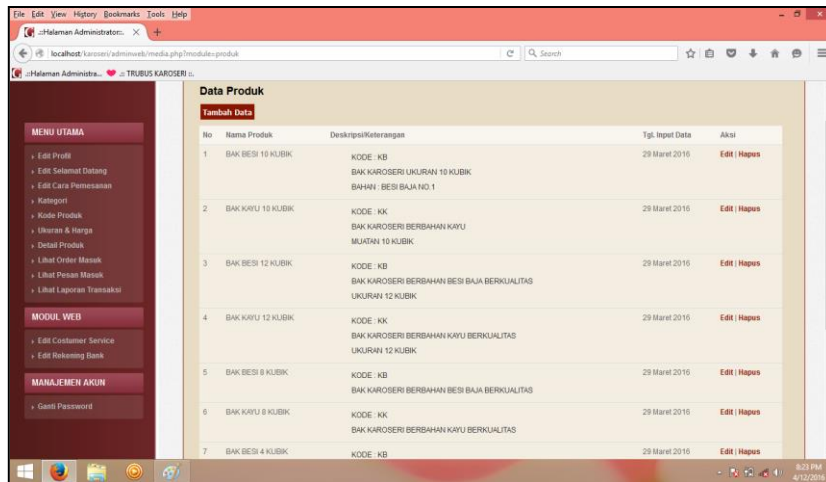 File Edit View History Bookmarks Tools Help
.::Halaman Administrator::.
localhost/karoseri/adminweb/media.php?module=produk
Search
.::Halaman Administra... .:: TRUBUS KAROSERI ::.
Data Produk
Tambah Data
MENU UTAMA
Edit Profil
Edit Selamat Datang
Edit Cara Pemesanan
Kategori
Kode Produk
Ukuran & Harga
Detail Produk
Lihat Order Masuk
Lihat Pesan Masuk
Lihat Laporan Transaksi
MODUL WEB
Edit Costumer Service
Edit Rekening Bank
MANAJEMEN AKUN
Ganti Password
No Nama Produk Deskripsi/Keterangan Tgl. Input Data Aksi
1 BAK BESI 10 KUBIK KODE : KB 29 Maret 2016 Edit | Hapus
BAK KAROSERI UKURAN 10 KUBIK
BAHAN : BESI BAJA NO.1
2 BAK KAYU 10 KUBIK KODE : KK 29 Maret 2016 Edit | Hapus
BAK KAROSERI BERBAHAN KAYU
MUATAN 10 KUBIK
3 BAK BESI 12 KUBIK KODE : KB 29 Maret 2016 Edit | Hapus
BAK KAROSERI BERBAHAN BESI BAJA BERKUALITAS
UKURAN 12 KUBIK
4 BAK KAYU 12 KUBIK KODE : KK 29 Maret 2016 Edit | Hapus
BAK KAROSERI BERBAHAN KAYU BERKUALITAS
UKURAN 12 KUBIK
5 BAK BESI 8 KUBIK KODE : KB 29 Maret 2016 Edit | Hapus
BAK KAROSERI BERBAHAN BESI BAJA BERKUALITAS
6 BAK KAYU 8 KUBIK KODE : KK 29 Maret 2016 Edit | Hapus
BAK KAROSERI BERBAHAN KAYU BERKUALITAS
7 BAK BESI 4 KUBIK KODE : KB 29 Maret 2016 Edit | Hapus
8:23 PM
4/12/2016